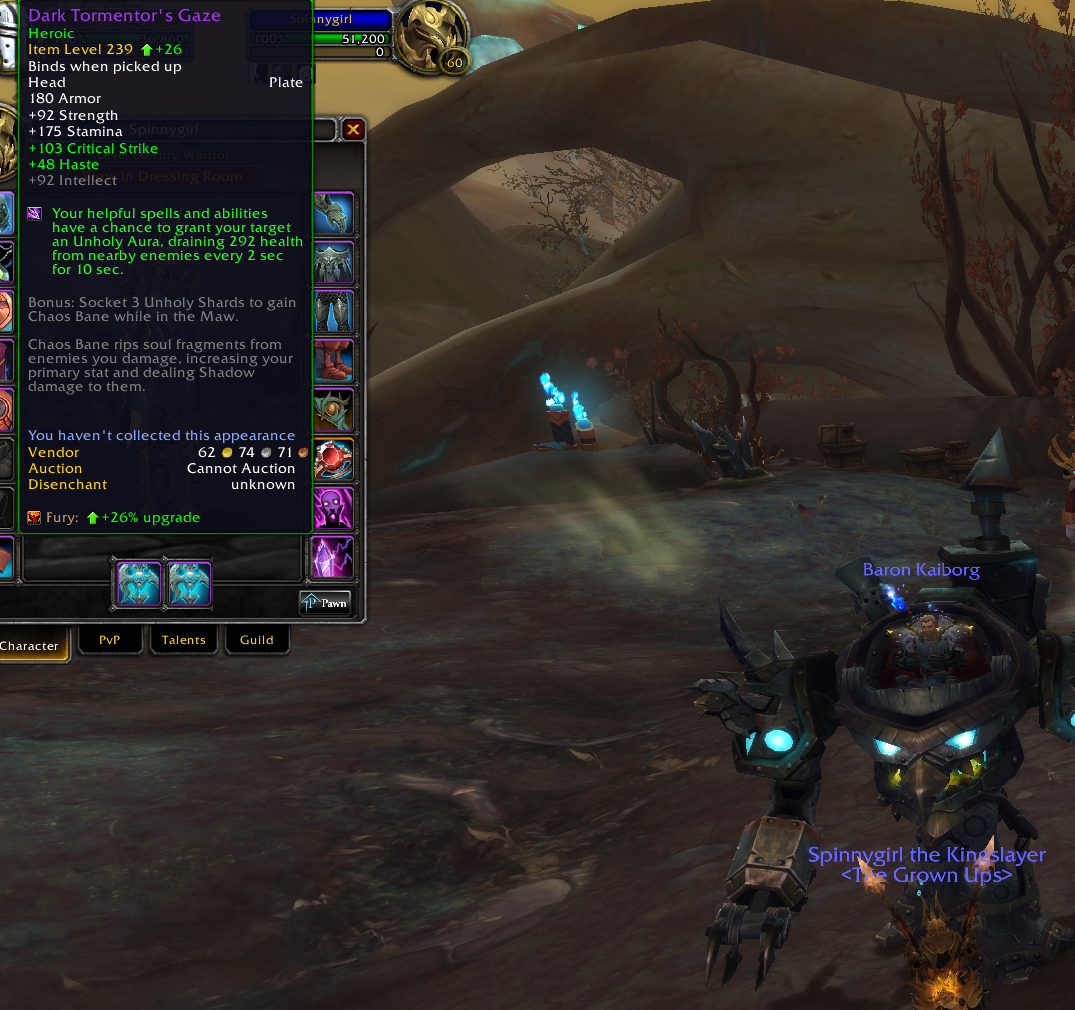 Dark Tormentor's Gaze
Heroic
Item Level 239 +26
Binds when picked up
Head Plate
180 Armor
+92 Strength
+175 Stamina
+103 Critical Strike
+48 Haste
+92 Intellect
Your helpful spells and abilities
have a chance to grant your target
an Unholy Aura, draining 292 health
from nearby enemies every 2 sec
for 10 sec.
Bonus: Socket 3 Unholy Shards to gain
Chaos Bane while in the Maw.
Chaos Bane rips soul fragments from
enemies you damage, increasing your
primary stat and dealing Shadow
damage to them.
You haven't collected this appearance
Vendor 62 74 71
Auction Cannot Auction
Disenchant unknown
Fury: +26% upgrade
Spinnygirl
100% 51,200
0
60
Spinnygirl
in Dressing Room
Pawn
Character
PvP
Talents
Guild
Baron Kaiborg
Spinnygirl the Kingslayer
<The Grown Ups>